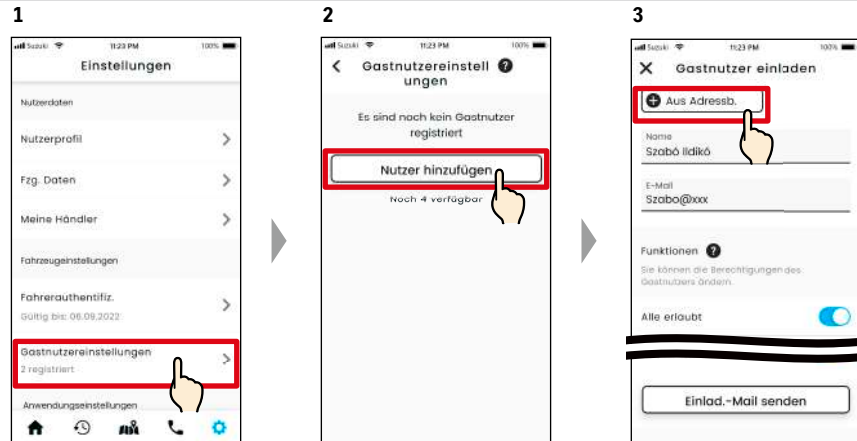 1
Suzuki 11:23 PM 100%
Einstellungen
Nutzerdaten
Nutzerprofil
Fzg. Daten
Meine Händler
Fahrzeugeinstellungen
Fahrerauthentifiz.
Gültig bis: 06.09.2022
Gastnutzereinstellungen
2 registriert
Anwendungseinstellungen
2
Suzuki 11:23 PM 100%
Gastnutzereinstell ?
ungen
Es sind noch kein Gastnutzer
registriert
Nutzer hinzufügen
Noch 4 verfügbar
3
Suzuki 11:23 PM 100%
Gastnutzer einladen
Aus Adressb.
Name
Szabó Ildikó
E-Mail
Szabo@xxx
Funktionen ?
Sie können die Berechtigungen des
Gastnutzers ändern.
Alle erlaubt
Einlad.-Mail senden